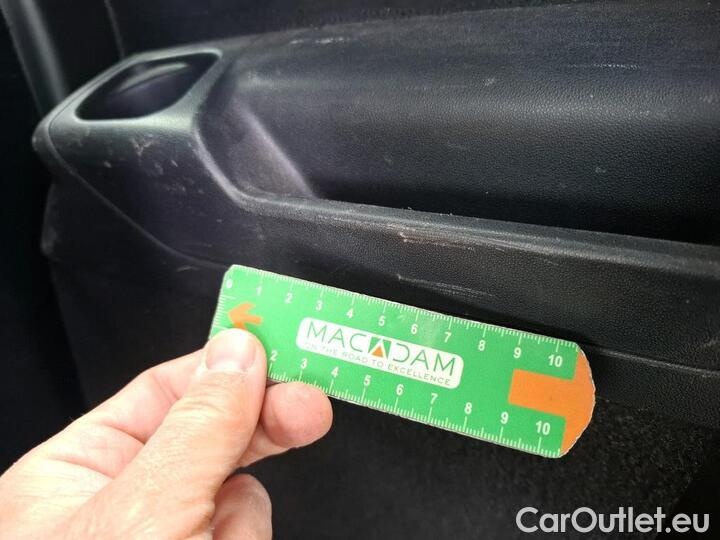 0 1 2 3 4 5 6 7 8 9 10
MACADAM
ON THE ROAD TO EXCELLENCE
2 3 4 5 6 7 8 9 10
CarOutlet.eu